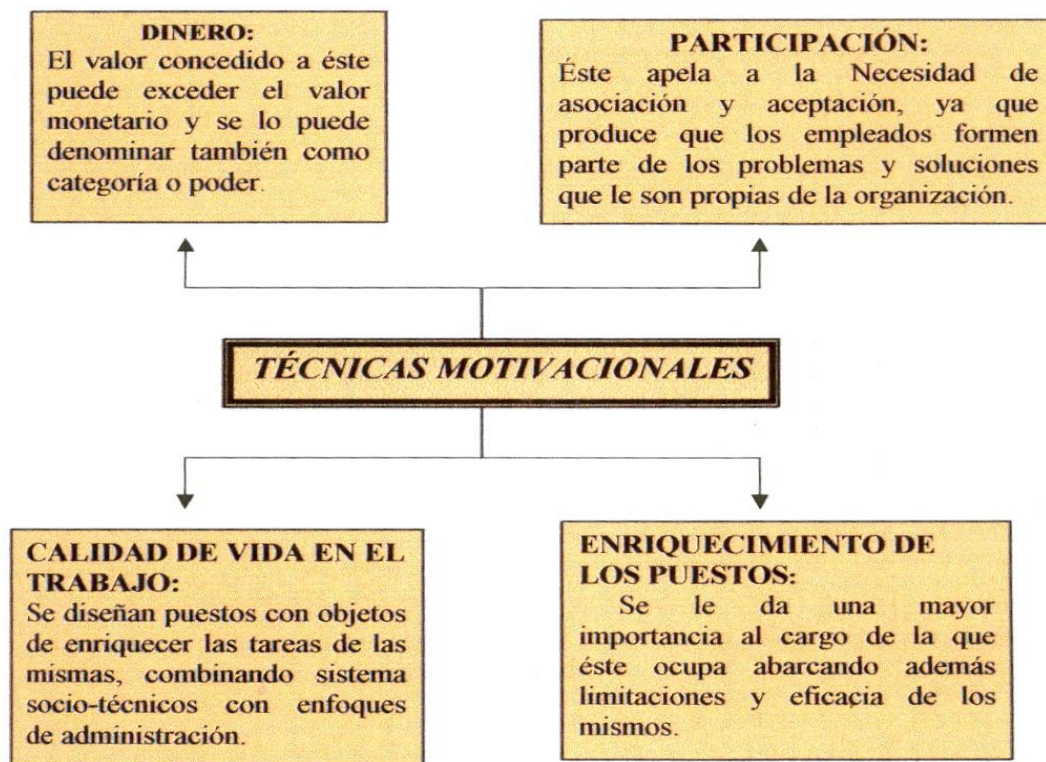 DINERO:
El valor concedido a éste
puede exceder el valor
monetario y se lo puede
denominar también como
categoría o poder.
PARTICIPACIÓN:
Éste apela a la Necesidad de
asociación y aceptación, ya que
produce que los empleados formen
parte de los problemas y soluciones
que le son propias de la organización.
TÉCNICAS MOTIVACIONALES
CALIDAD DE VIDA EN EL
TRABAJO:
Se diseñan puestos con objetos
de enriquecer las tareas de las
mismas, combinando sistema
socio-técnicos con enfoques
de administración.
ENRIQUECIMIENTO DE
LOS PUESTOS:
Se le da una mayor
importancia al cargo de la que
éste ocupa abarcando además
limitaciones y eficacia de los
mismos.